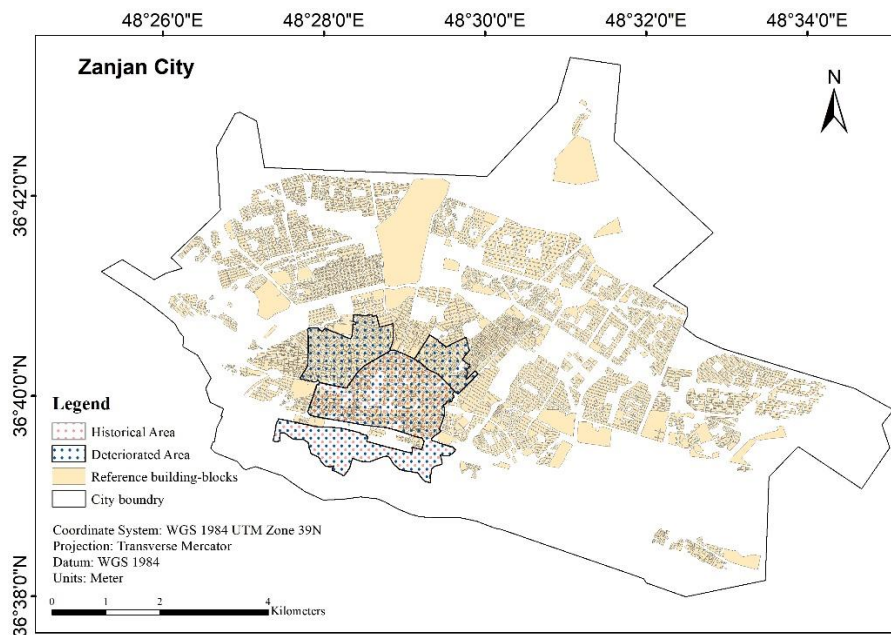 48°26'0"E 48°28'0"E 48°30'0"E 48°32'0"E 48°34'0"E
Zanjan City
N
36°42'0"N
36°40'0"N
36°38'0"N
Legend
Historical Area
Deteriorated Area
Reference building-blocks
City boundry
Coordinate System: WGS 1984 UTM Zone 39N
Projection: Transverse Mercator
Datum: WGS 1984
Units: Meter
0 1 2 4
Kilometers